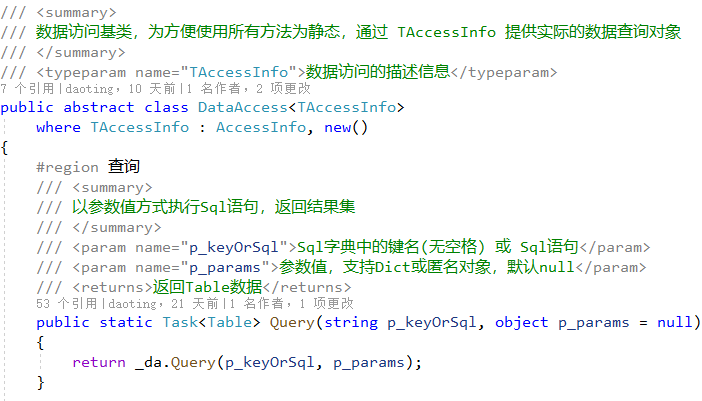 /// <summary>
/// 数据访问基类，为方便使用所有方法为静态，通过 TAccessInfo 提供实际的数据查询对象
/// </summary>
/// <typeparam name="TAccessInfo">数据访问的描述信息</typeparam>
7 个引用|daoting，10 天前|1 名作者，2 项更改
public abstract class DataAccess<TAccessInfo>
    where TAccessInfo : AccessInfo, new()
{
    #region 查询
    /// <summary>
    /// 以参数值方式执行Sql语句，返回结果集
    /// </summary>
    /// <param name="p_keyOrSql">Sql字典中的键名(无空格) 或 Sql语句</param>
    /// <param name="p_params">参数值，支持Dict或匿名对象，默认null</param>
    /// <returns>返回Table数据</returns>
    53 个引用|daoting，21 天前|1 名作者，1 项更改
    public static Task<Table> Query(string p_keyOrSql, object p_params = null)
    {
        return _da.Query(p_keyOrSql, p_params);
    }